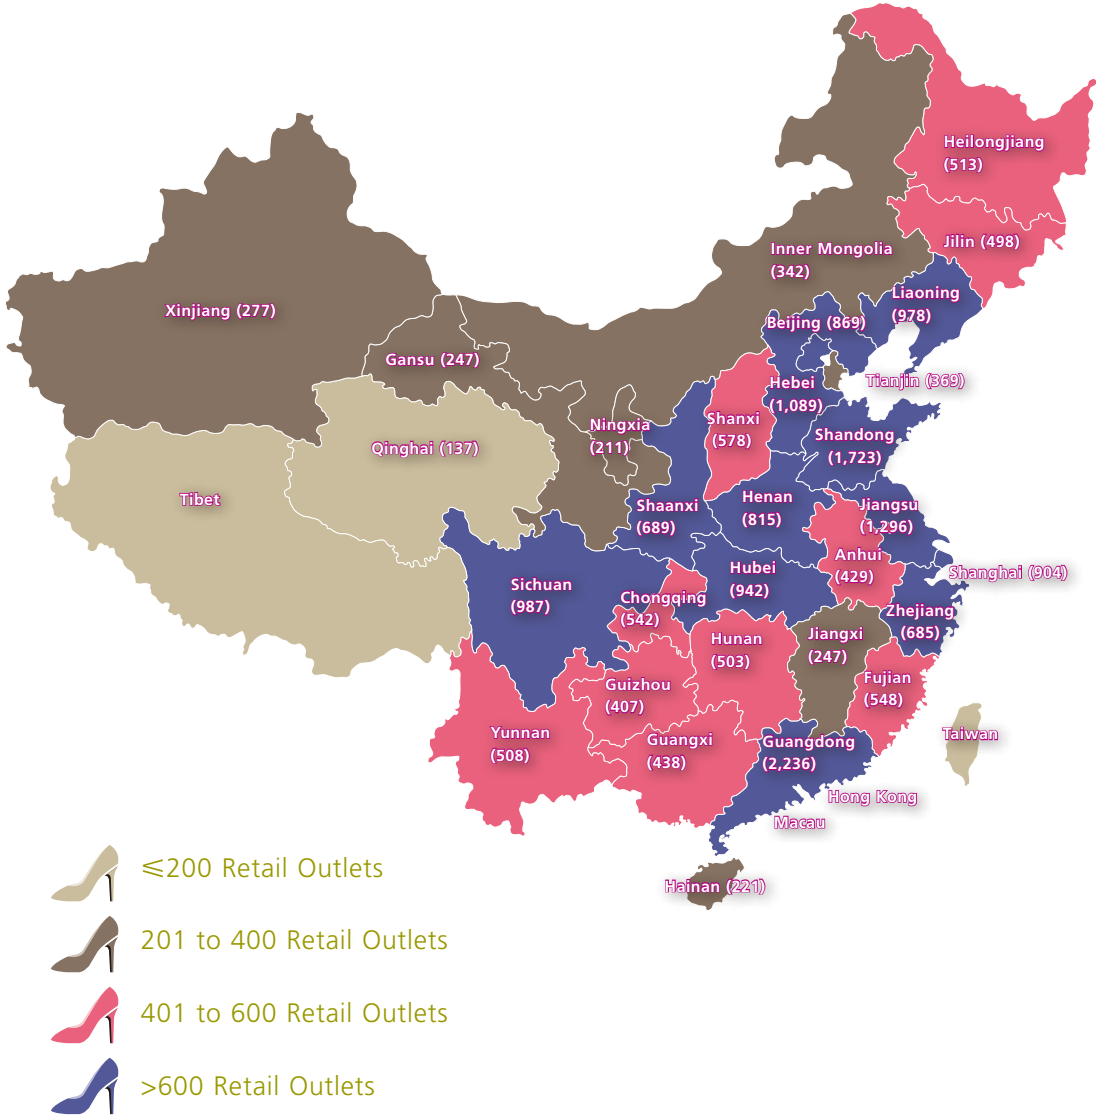 Heilongjiang
(513)
Jilin (498)
Inner Mongolia
(342)
Liaoning
(978)
Xinjiang (277)
Beijing (869)
Gansu (247)
Tianjin (369)
Hebei
(1,089)
Ningxia
(211)
Shanxi
(578)
Shandong
(1,723)
Qinghai (137)
Tibet
Shaanxi
(689)
Henan
(815)
Jiangsu
(1,296)
Anhui
(429)
Shanghai (904)
Sichuan
(987)
Hubei
(942)
Chongqing
(542)
Zhejiang
(685)
Hunan
(503)
Jiangxi
(247)
Guizhou
(407)
Fujian
(548)
Yunnan
(508)
Guangxi
(438)
Guangdong
(2,236)
Taiwan
Hong Kong
Macau
Hainan (221)
≤200 Retail Outlets
201 to 400 Retail Outlets
401 to 600 Retail Outlets
>600 Retail Outlets